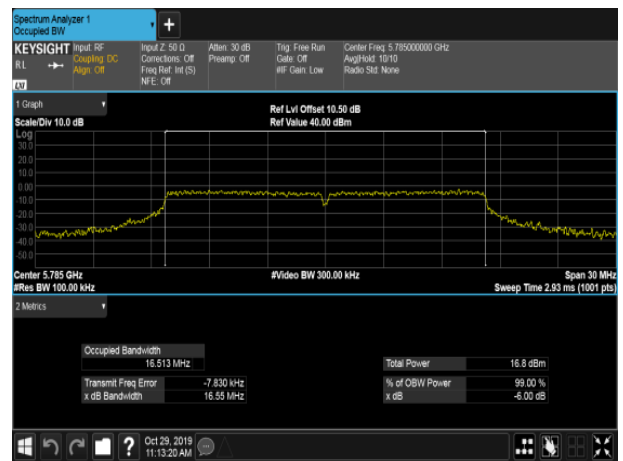 Spectrum Analyzer 1
Occupied BW
+
KEYSIGHT
RL
LXI
Input: RF
Coupling: DC
Align: Off
Input Z: 50 Ω
Corrections: Off
Freq Ref: Int (S)
NFE: Off
Atten: 30 dB
Preamp: Off
Trig: Free Run
Gate: Off
#IF Gain: Low
Center Freq: 5.785000000 GHz
Avg|Hold: 10/10
Radio Std: None
1 Graph
Scale/Div 10.0 dB
Ref Lvl Offset 10.50 dB
Ref Value 40.00 dBm
Log
30.0
20.0
10.0
0.00
-10.0
-20.0
-30.0
-40.0
-50.0
Center 5.785 GHz
#Video BW 300.00 kHz
Span 30 MHz
#Res BW 100.00 kHz
Sweep Time 2.93 ms (1001 pts)
2 Metrics
Occupied Bandwidth
16.513 MHz
Transmit Freq Error -7.830 kHz
x dB Bandwidth 16.55 MHz
Total Power 16.8 dBm
% of OBW Power 99.00 %
x dB -6.00 dB
?
Oct 29, 2019
11:13:20 AM